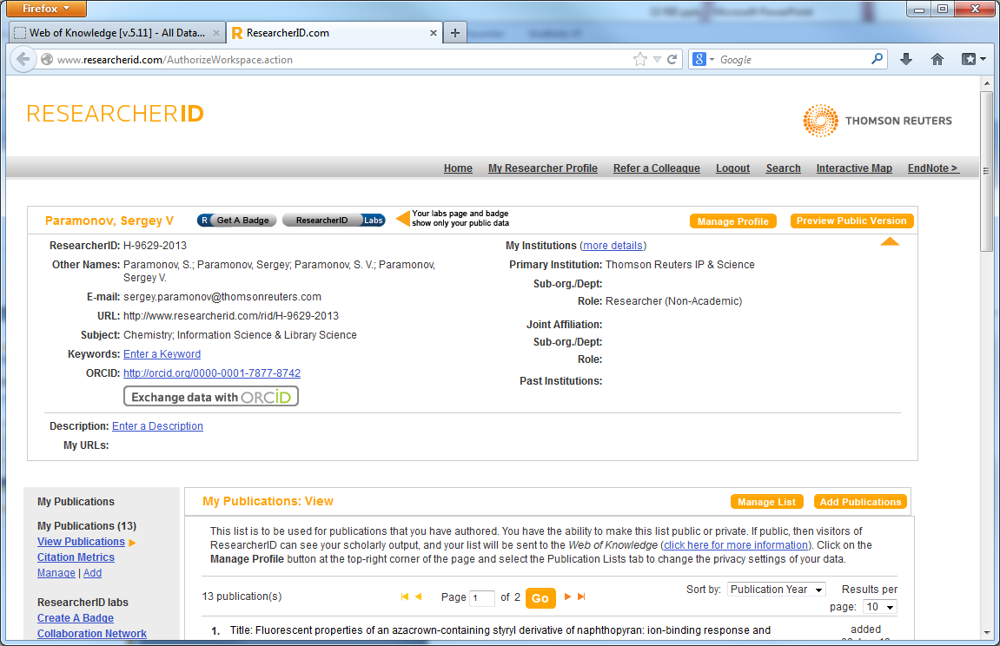 Firefox
Web of Knowledge [v.5.11] - All Data...
ResearcherID.com
www.researcherid.com/AuthorizeWorkspace.action
Google
RESEARCHERID
THOMSON REUTERS
Home My Researcher Profile Refer a Colleague Logout Search Interactive Map EndNote >
Paramonov, Sergey V
R Get A Badge
ResearcherID Labs
Your labs page and badge
show only your public data
Manage Profile
Preview Public Version
ResearcherID: H-9629-2013
Other Names: Paramonov, S.; Paramonov, Sergey; Paramonov, S. V.; Paramonov,
Sergey V.
E-mail: sergey.paramonov@thomsonreuters.com
URL: http://www.researcherid.com/rid/H-9629-2013
Subject: Chemistry; Information Science & Library Science
Keywords: Enter a Keyword
ORCID: http://orcid.org/0000-0001-7877-8742
Exchange data with ORCID
My Institutions (more details)
Primary Institution: Thomson Reuters IP & Science
Sub-org./Dept:
Role: Researcher (Non-Academic)
Joint Affiliation:
Sub-org./Dept:
Role:
Past Institutions:
Description: Enter a Description
My URLs:
My Publications
My Publications (13)
View Publications
Citation Metrics
Manage | Add
ResearcherID labs
Create A Badge
Collaboration Network
My Publications: View
Manage List
Add Publications
This list is to be used for publications that you have authored. You have the ability to make this list public or private. If public, then visitors of
ResearcherID can see your scholarly output, and your list will be sent to the Web of Knowledge (click here for more information). Click on the
Manage Profile button at the top-right corner of the page and select the Publication Lists tab to change the privacy settings of your data.
13 publication(s)
Page 1 of 2 Go
Sort by: Publication Year
Results per
page: 10
1. Title: Fluorescent properties of an azacrown-containing styryl derivative of naphthopyran: ion-binding response and
added